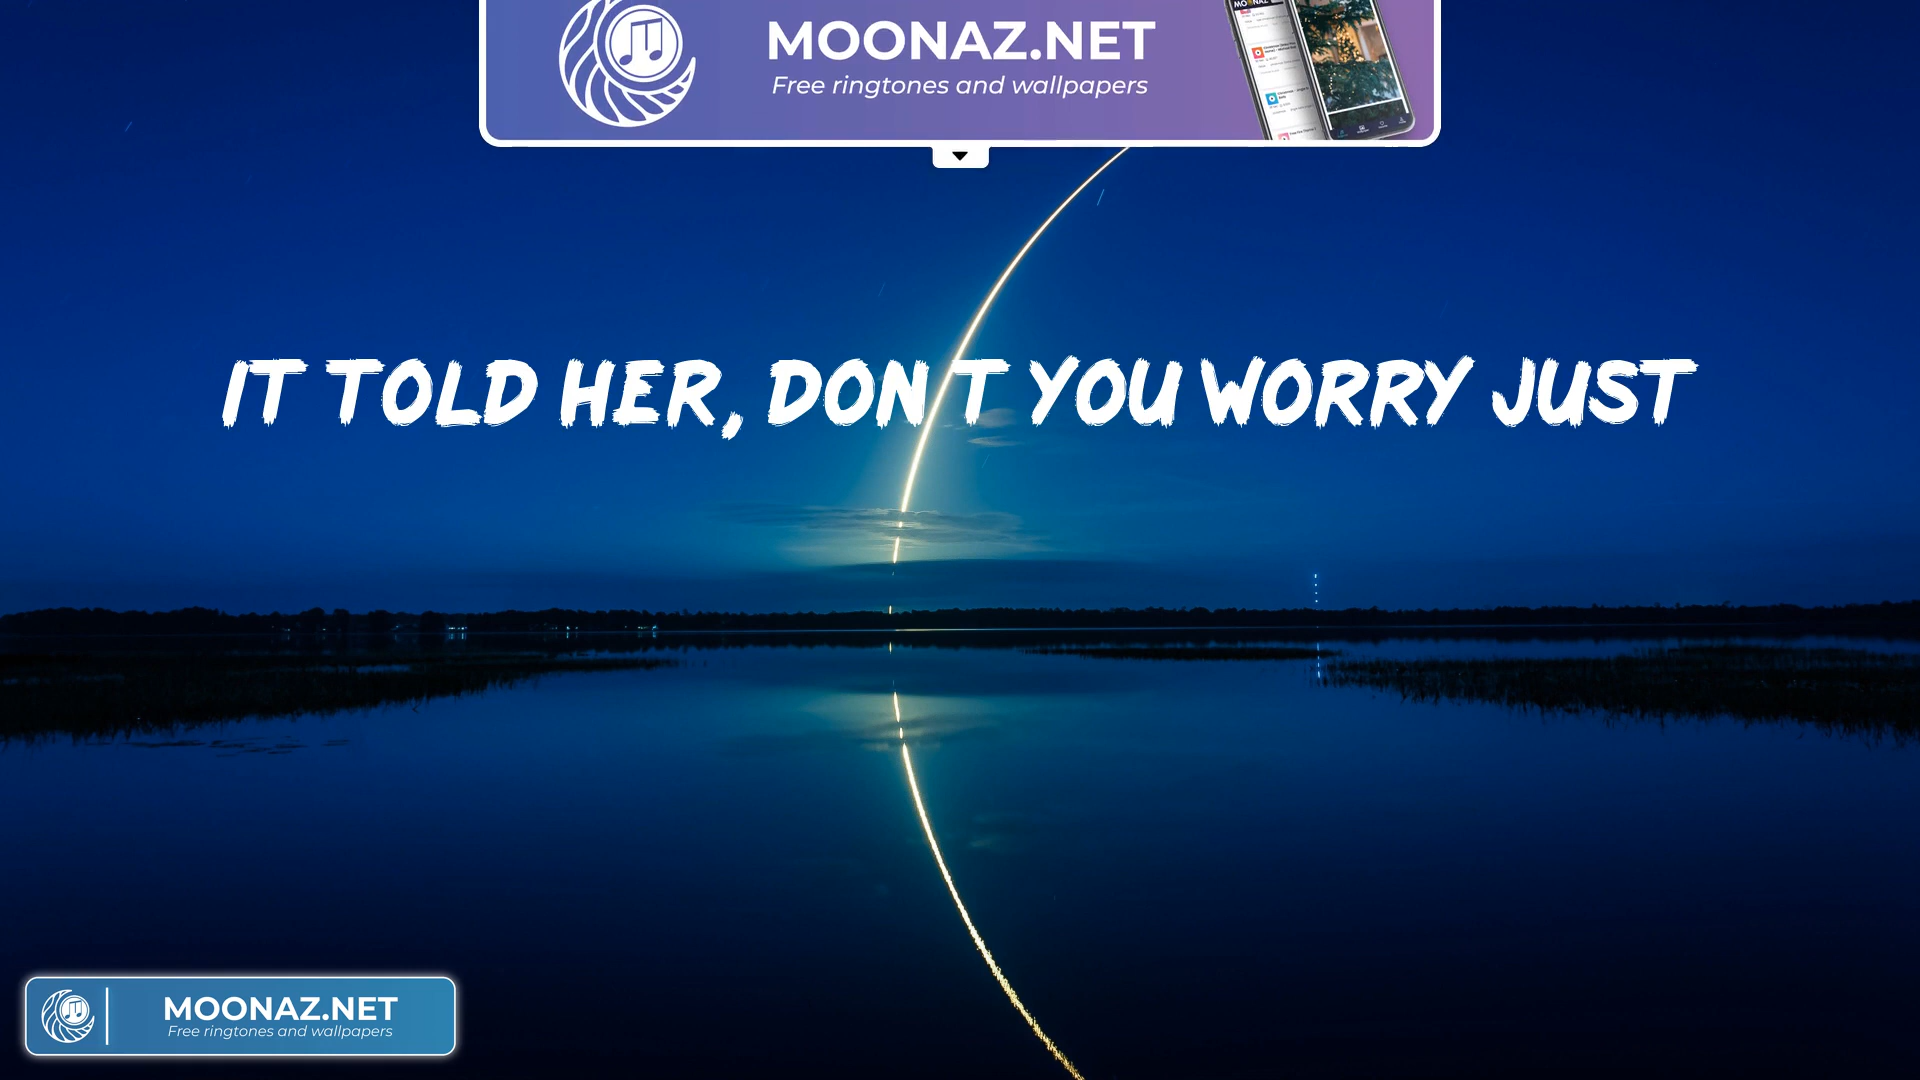 MOONAZ.NET
Free ringtones and wallpapers
IT TOLD HER, DON T YOU WORRY JUST
MOONAZ.NET
Free ringtones and wallpapers